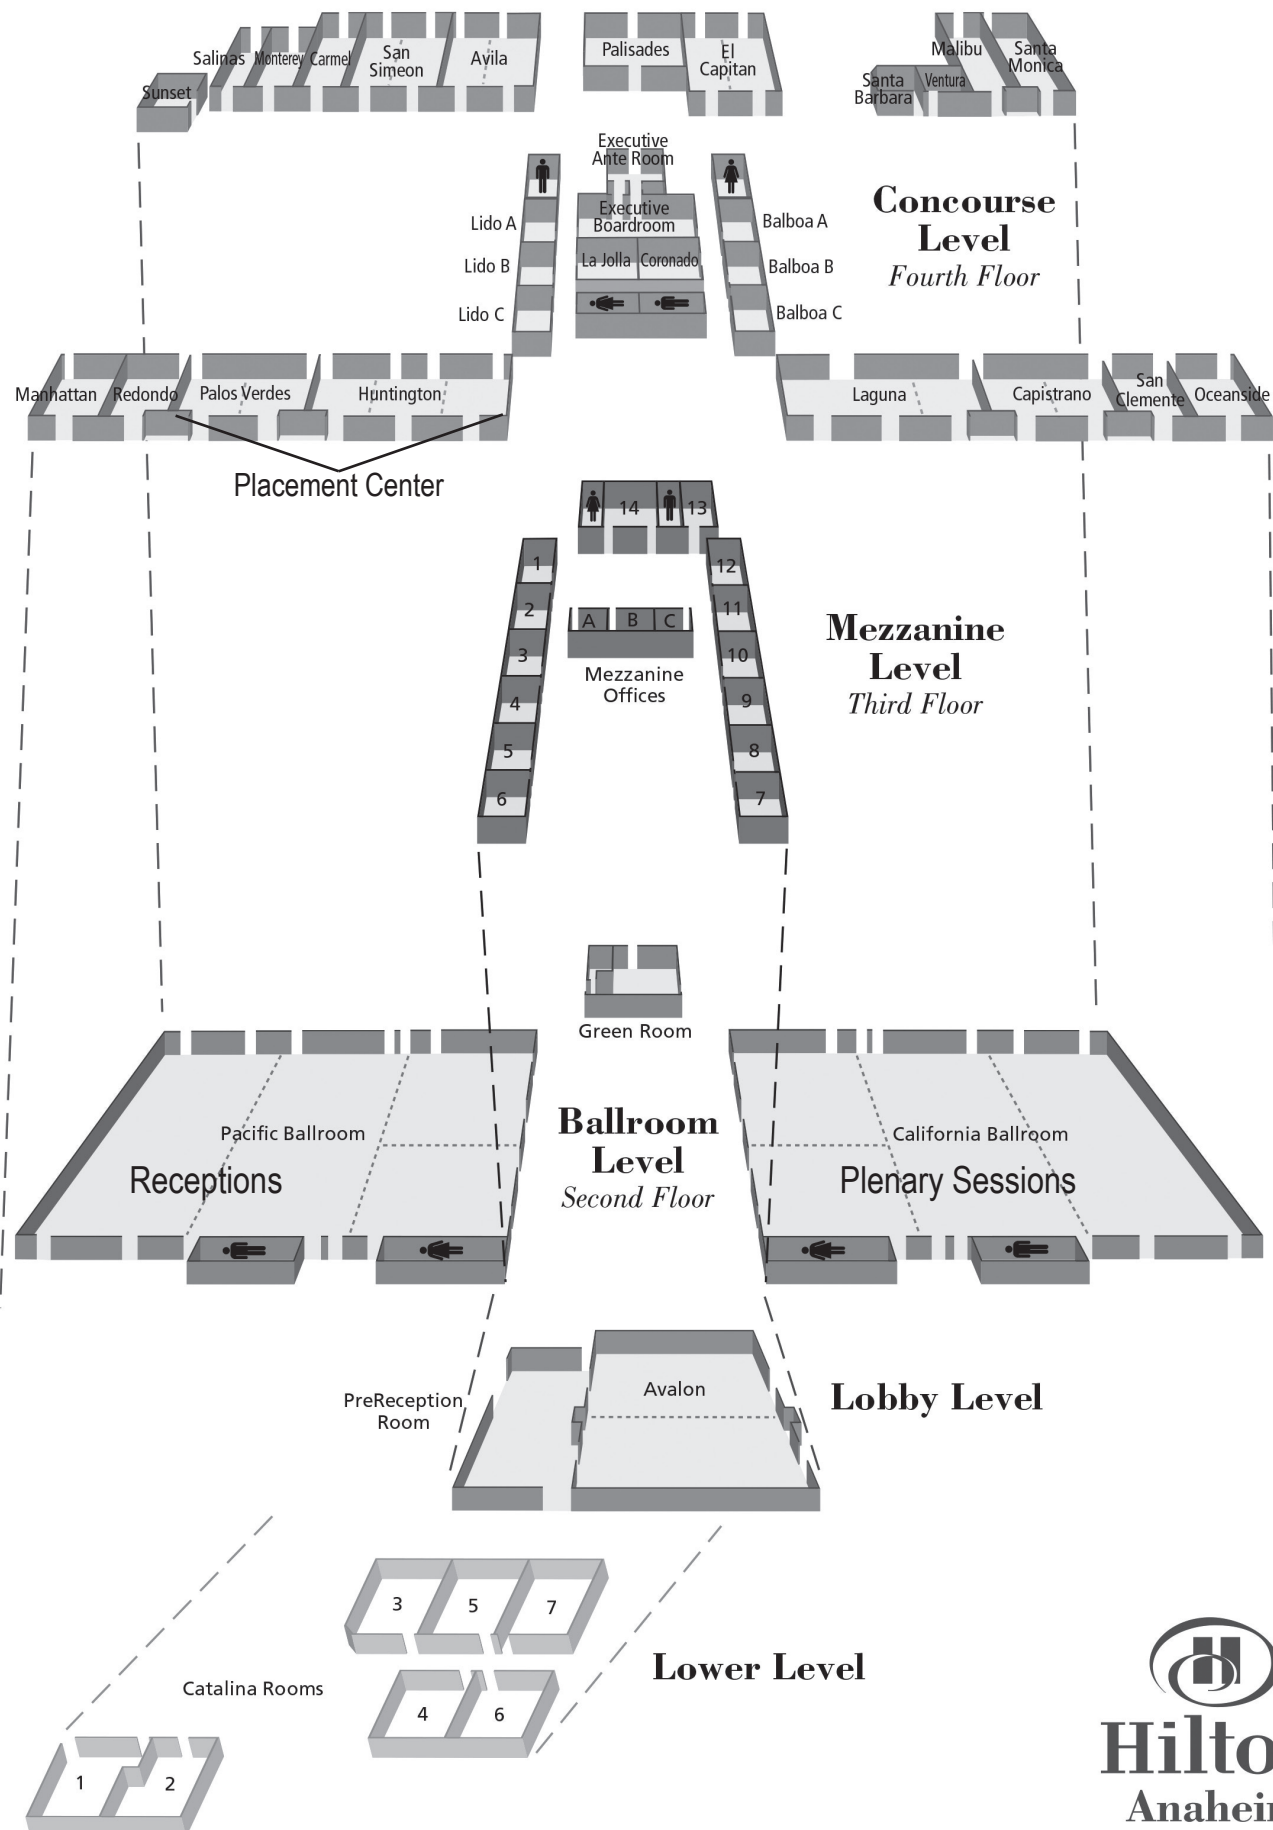 Salinas Monterey Carmel San Simeon Avila
Palisades El Capitan
Malibu Santa Monica
Sunset
Santa Barbara Ventura
Executive
Ante Room
Lido A
Executive
Boardroom
Balboa A
Lido B
La Jolla Coronado
Balboa B
Lido C
Balboa C
Concourse
Level
Fourth Floor
Manhattan Redondo Palos Verdes Huntington
Laguna Capistrano San Clemente Oceanside
Placement Center
14 13
1
2
3
4
5
6
12
11
10
9
8
7
A B C
Mezzanine
Offices
Mezzanine
Level
Third Floor
Green Room
Pacific Ballroom
Receptions
Ballroom
Level
Second Floor
California Ballroom
Plenary Sessions
PreReception
Room
Avalon
Lobby Level
3 5 7
Catalina Rooms
4 6
Lower Level
1 2
Hilto
Anahei